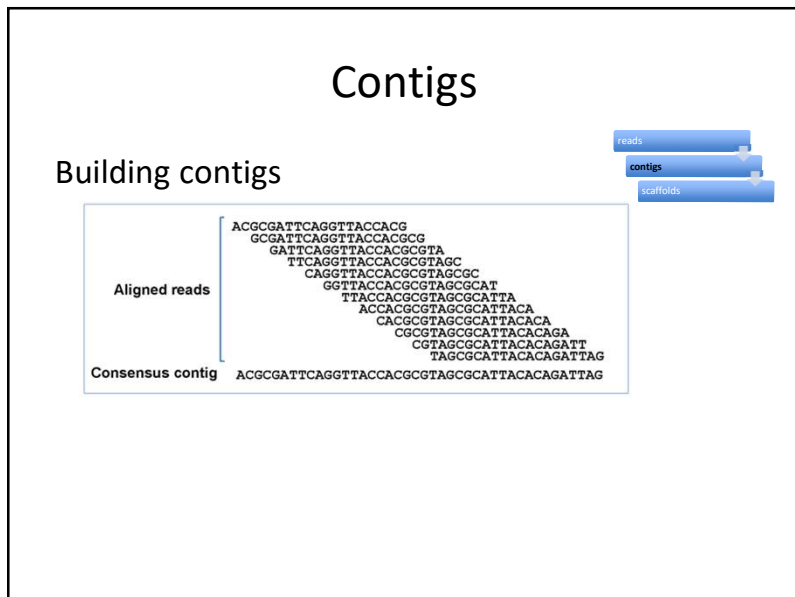 Contigs
reads
contigs
scaffolds
Building contigs
ACGCGATTCAGGTTACCACG
GCGATTCAGGTTACCACGCG
GATTCAGGTTACCACGCGTA
TTCAGGTTACCACGCGTAGC
CAGGTTACCACGCGTAGCGC
GGTTACCACGCGTAGCGCAT
TTACCACGCGTAGCGCATTA
ACCACGCGTAGCGCATTACA
CACGCGTAGCGCATTACACA
CGCGTAGCGCATTACACAGA
CGTAGCGCATTACACAGATT
TAGCGCATTACACAGATTAG
Aligned reads
Consensus contig ACGCGATTCAGGTTACCACGCGTAGCGCATTACACAGATTAG